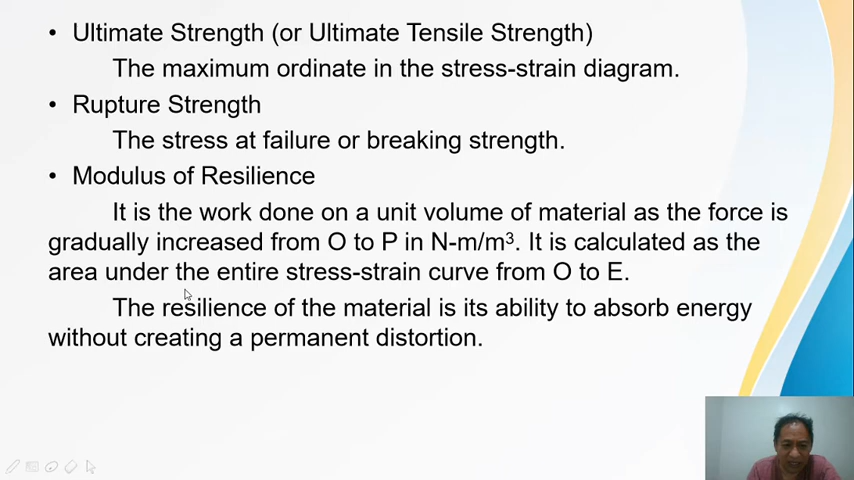 • Ultimate Strength (or Ultimate Tensile Strength)
The maximum ordinate in the stress-strain diagram.
• Rupture Strength
The stress at failure or breaking strength.
• Modulus of Resilience
It is the work done on a unit volume of material as the force is
gradually increased from O to P in N-m/m³. It is calculated as the
area under the entire stress-strain curve from O to E.
The resilience of the material is its ability to absorb energy
without creating a permanent distortion.